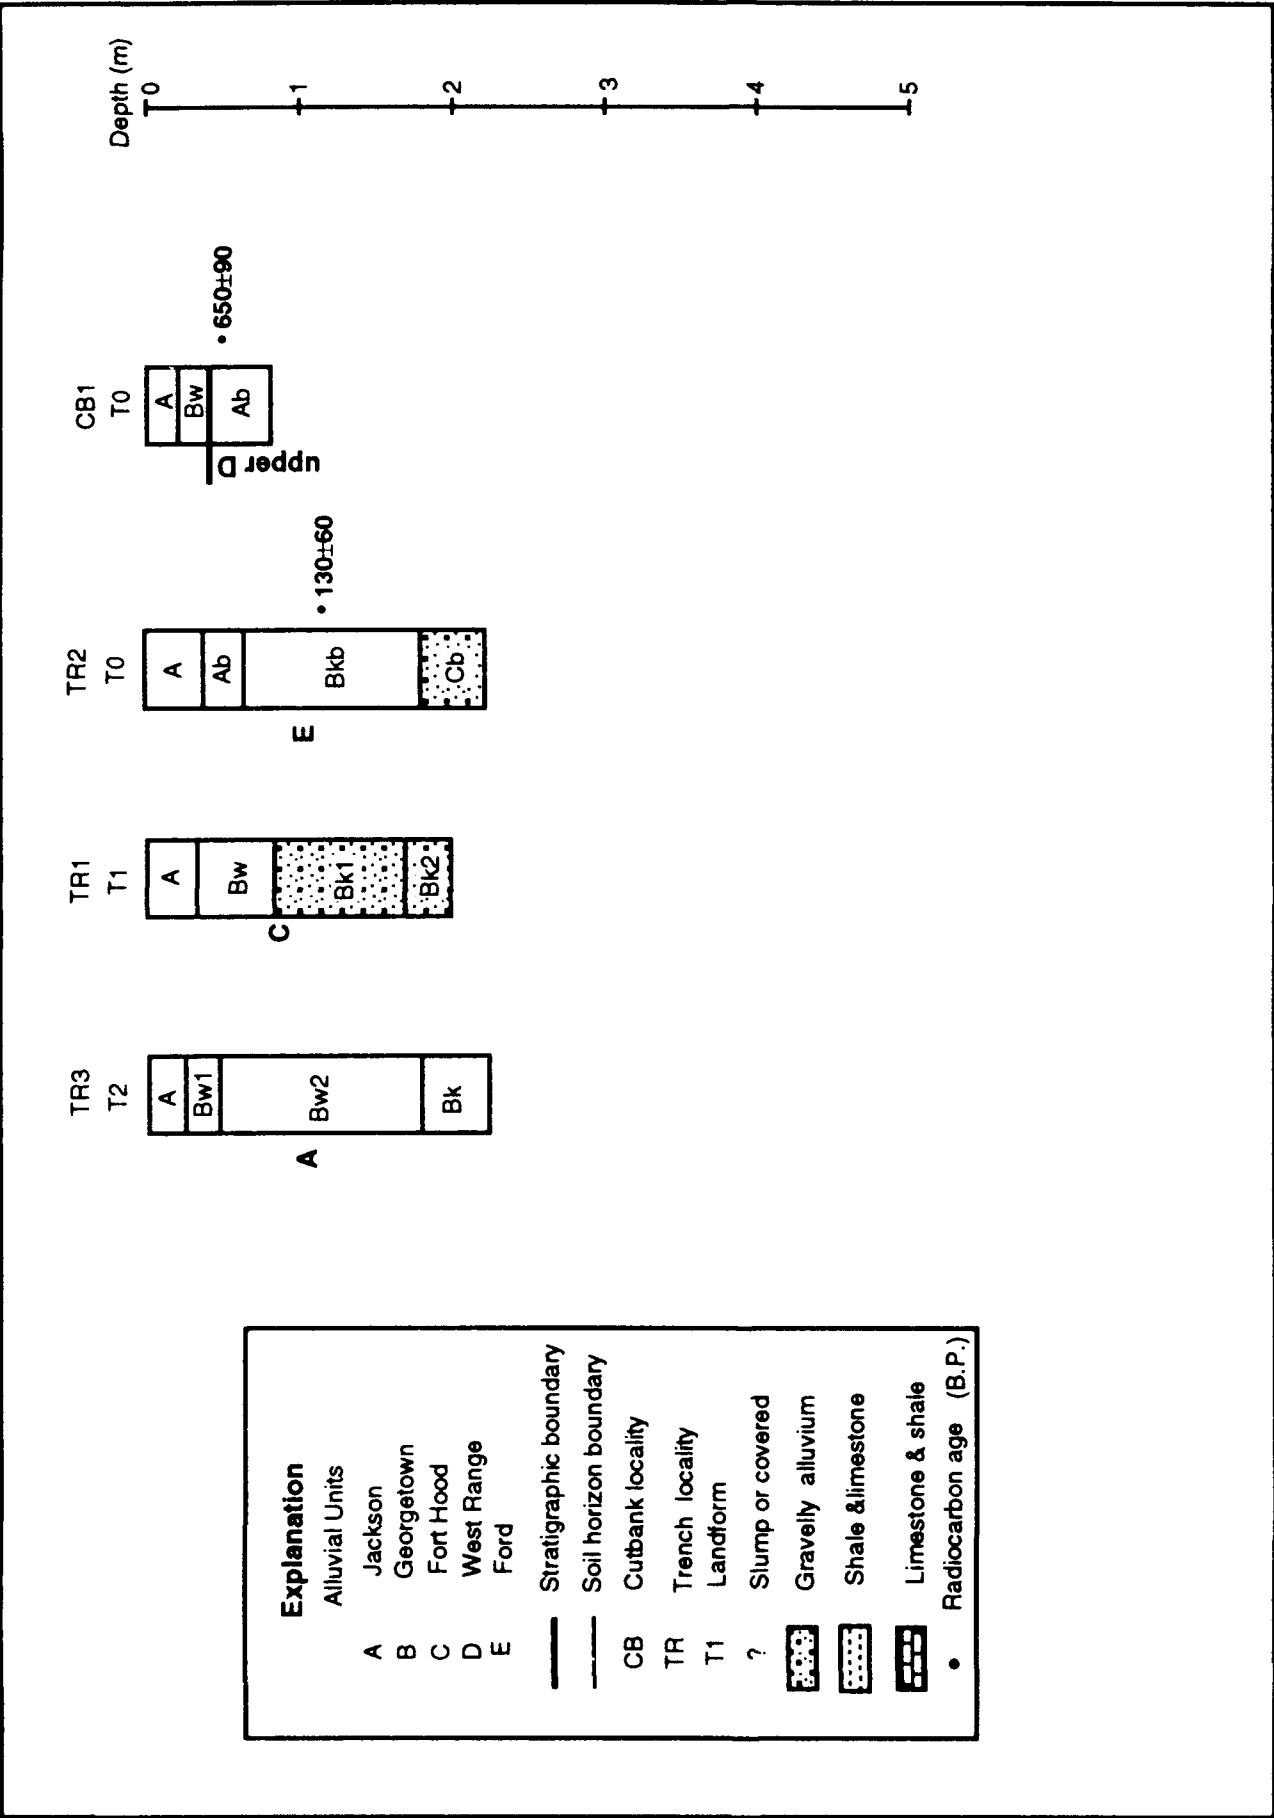 Explanation
Alluvial Units
A Jackson
B Georgetown
C Fort Hood
D West Range
E Ford
Stratigraphic boundary
Soil horizon boundary
CB Cutbank locality
TR Trench locality
T1 Landform
? Slump or covered
Gravelly alluvium
Shale &limestone
Limestone & shale
• Radiocarbon age (B.P.)
TR3
T2
A
Bw1
Bw2
Bk
A
TR1
T1
A
Bw
Bk1
Bk2
C
TR2
T0
A
Ab
Bkb
Cb
E
• 130±60
CB1
T0
A
Bw
Ab
upper D
• 650±90
Depth (m)
0
1
2
3
4
5